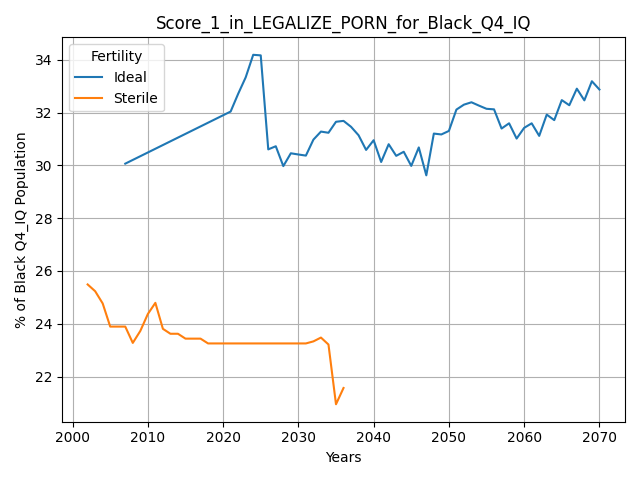 Score_1_in_LEGALIZE_PORN_for_Black_Q4_IQ
Fertility
Ideal
Sterile
% of Black Q4_IQ Population
34
32
30
28
26
24
22
2000 2010 2020 2030 2040 2050 2060 2070
Years